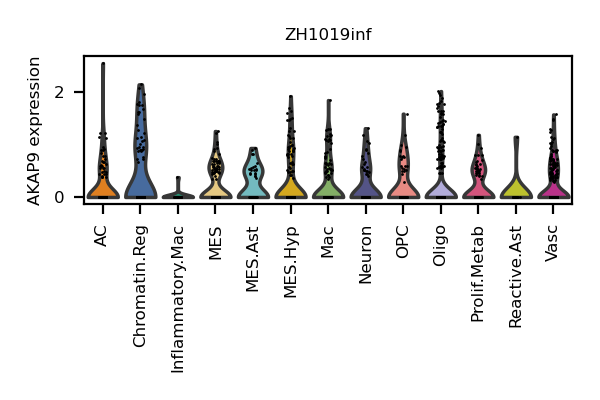 ZH1019inf
AKAP9 expression
2
0
AC
Chromatin.Reg
Inflammatory.Mac
MES
MES.Ast
MES.Hyp
Mac
Neuron
OPC
Oligo
Prolif.Metab
Reactive.Ast
Vasc